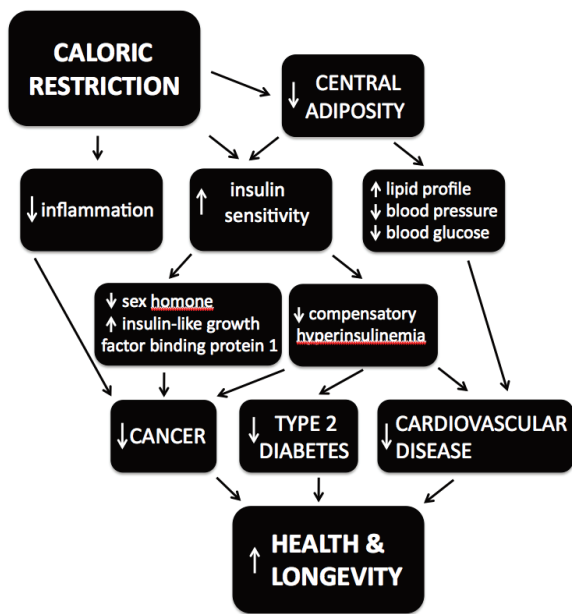 CALORIC
RESTRICTION
↓ CENTRAL
ADIPOSITY
↓ inflammation
↑ insulin
sensitivity
↑ lipid profile
↓ blood pressure
↓ blood glucose
↓ sex homone
↑ insulin-like growth
factor binding protein 1
↓ compensatory
hyperinsulinemia
↓ CANCER
↓ TYPE 2
DIABETES
↓ CARDIOVASCULAR
DISEASE
↑ HEALTH &
LONGEVITY